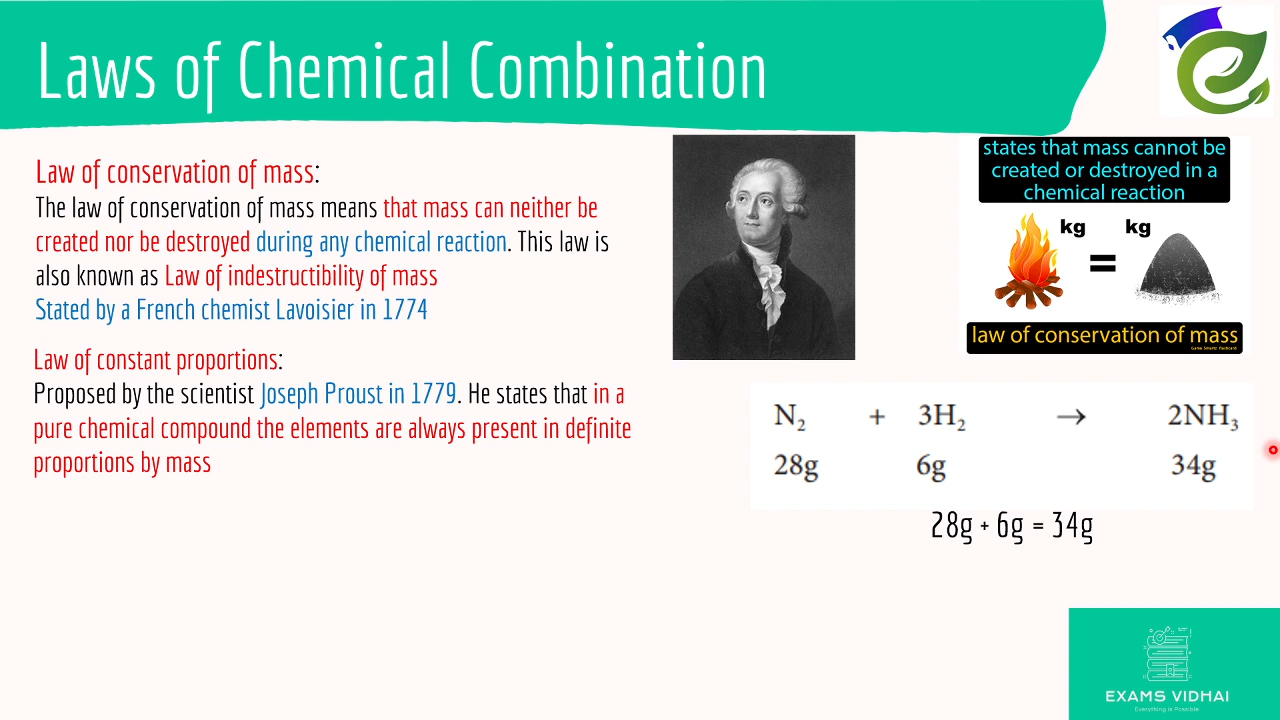 Laws of Chemical Combination
Law of conservation of mass:
The law of conservation of mass means that mass can neither be
created nor be destroyed during any chemical reaction. This law is
also known as Law of indestructibility of mass
Stated by a French chemist Lavoisier in 1774
Law of constant proportions:
Proposed by the scientist Joseph Proust in 1779. He states that in a
pure chemical compound the elements are always present in definite
proportions by mass
states that mass cannot be
created or destroyed in a
chemical reaction
kg = kg
law of conservation of mass
N₂ + 3H₂ → 2NH₃
28g 6g 34g
28g + 6g = 34g
EXAMS VIDHAI
Everything is Possible